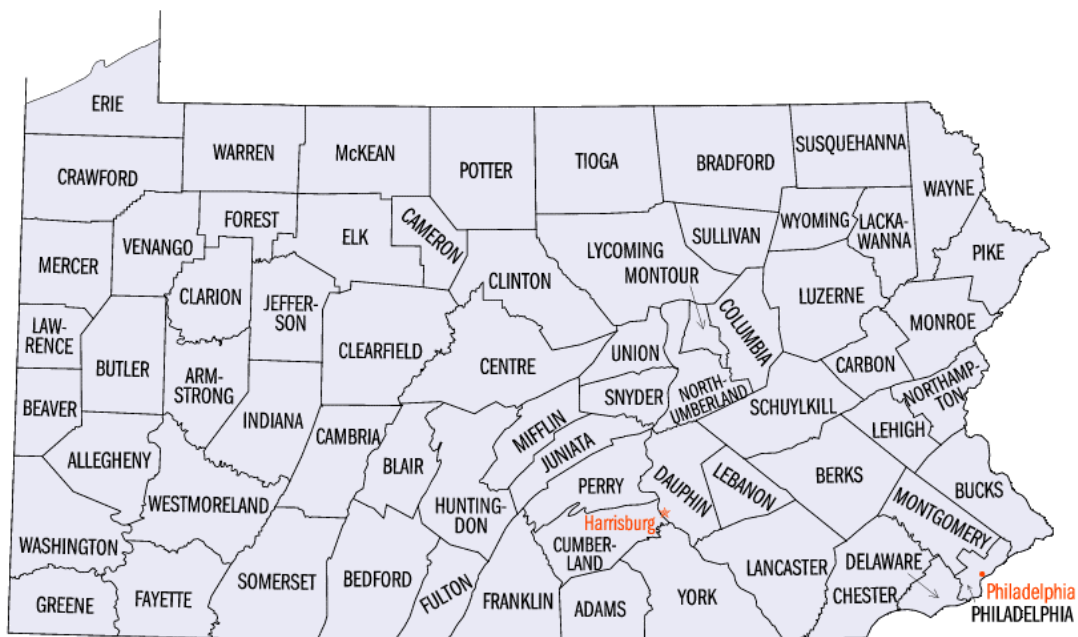 ERIE
WARREN
McKEAN
POTTER
TIOGA
BRADFORD
SUSQUEHANNA
CRAWFORD
WAYNE
FOREST
CAMERON
WYOMING
LACKA-
WANNA
VENANGO
ELK
LYCOMING
SULLIVAN
PIKE
MERCER
MONTOUR
CLINTON
CLARION
JEFFER-
SON
LUZERNE
MONROE
LAW-
RENCE
COLUMBIA
CLEARFIELD
UNION
CENTRE
CARBON
BUTLER
ARM-
STRONG
SNYDER
NORTH-
UMBERLAND
NORTHAMP-
TON
BEAVER
INDIANA
SCHUYLKILL
MIFFLIN
CAMBRIA
LEHIGH
JUNIATA
ALLEGHENY
BLAIR
BERKS
PERRY
DAUPHIN
LEBANON
BUCKS
WESTMORELAND
HUNTING-
DON
MONTGOMERY
Harrisburg
WASHINGTON
CUMBER-
LAND
DELAWARE
LANCASTER
SOMERSET
BEDFORD
FULTON
Philadelphia
GREENE
FAYETTE
FRANKLIN
ADAMS
YORK
CHESTER
PHILADELPHIA